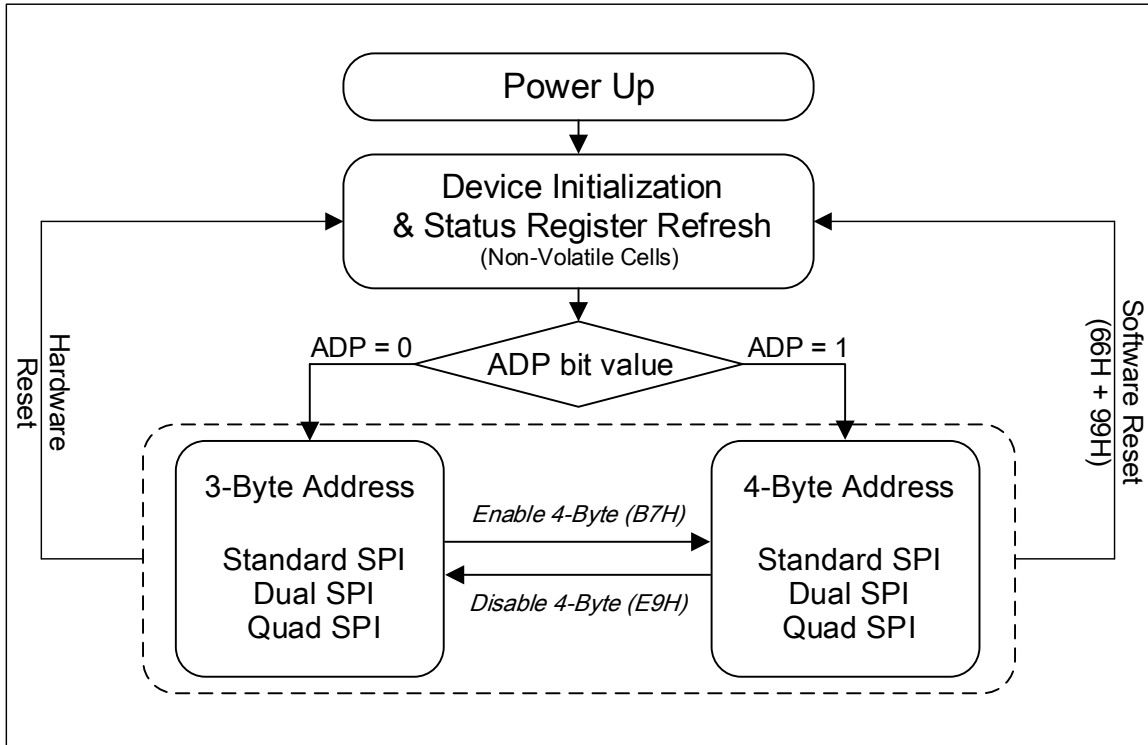 Power Up
Device Initialization
& Status Register Refresh
(Non-Volatile Cells)
ADP = 0
ADP bit value
ADP = 1
Hardware
Reset
Software Reset
(66H + 99H)
3-Byte Address
Standard SPI
Dual SPI
Quad SPI
Enable 4-Byte (B7H)
Disable 4-Byte (E9H)
4-Byte Address
Standard SPI
Dual SPI
Quad SPI